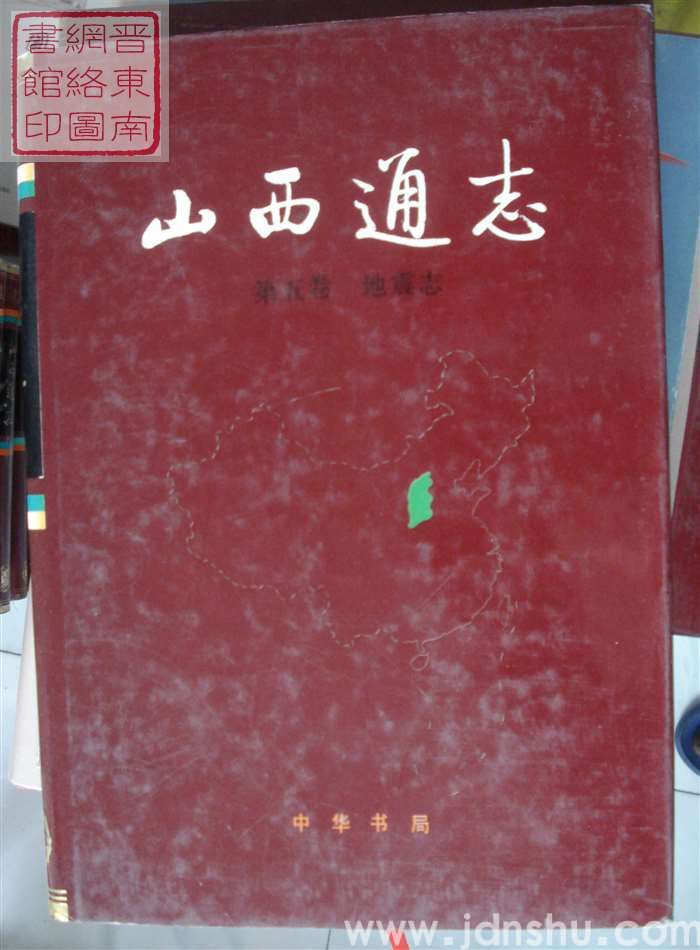 晋東南
網絡圖
書館印
山西通志
第五卷 地震志
中华书局
www.jdnshu.com